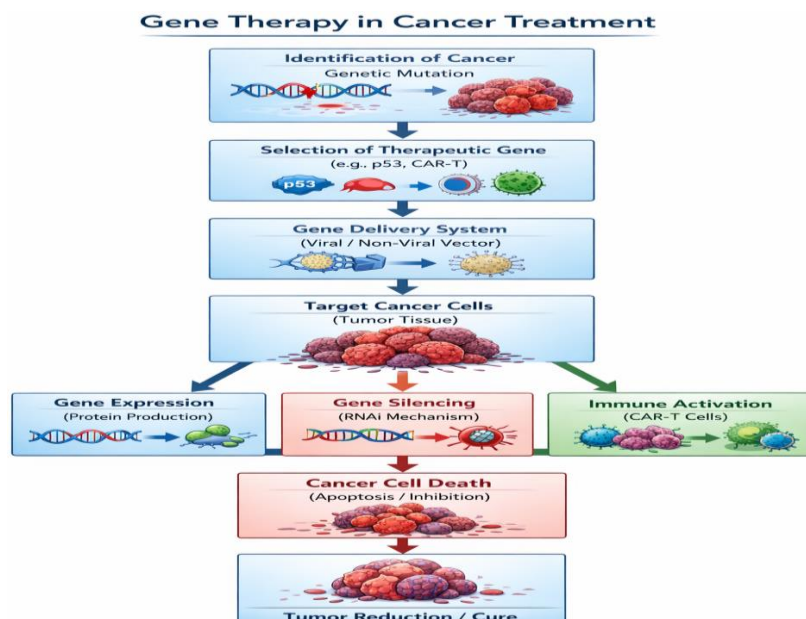 Gene Therapy in Cancer Treatment
Identification of Cancer
Genetic Mutation
Selection of Therapeutic Gene
(e.g., p53, CAR-T)
p53
Gene Delivery System
(Viral / Non-Viral Vector)
Target Cancer Cells
(Tumor Tissue)
Gene Expression
(Protein Production)
Gene Silencing
(RNAi Mechanism)
Immune Activation
(CAR-T Cells)
Cancer Cell Death
(Apoptosis / Inhibition)
Tumor Reduction / Cure